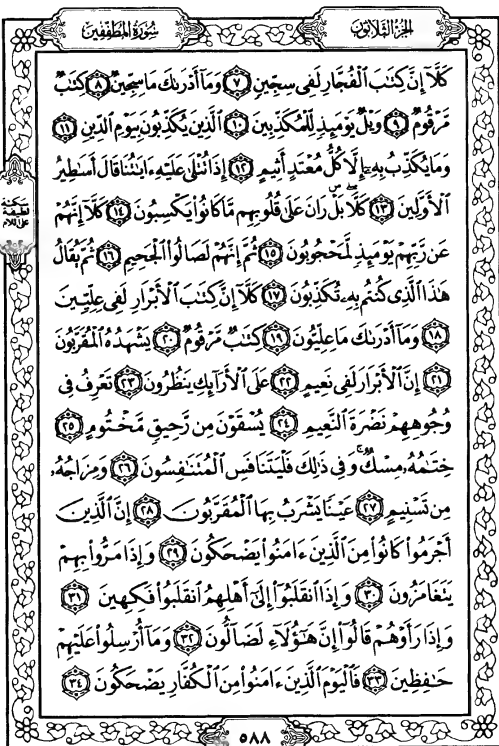 الجزء الثلاثون
سورة المطففين
كَلَّآ إِنَّ كِتَٰبَ ٱلْفُجَّارِ لَفِى سِجِّينٍ ٧ وَمَآ أَدْرَىٰكَ مَا سِجِّينٌ ٨ كِتَٰبٌ
مَّرْقُومٌ ٩ وَيْلٌ يَوْمَئِذٍ لِّلْمُكَذِّبِينَ ١٠ ٱلَّذِينَ يُكَذِّبُونَ بِيَوْمِ ٱلدِّينِ ١١
وَمَا يُكَذِّبُ بِهِۦٓ إِلَّا كُلُّ مُعْتَدٍ أَثِيمٍ ١٢ إِذَا تُتْلَىٰ عَلَيْهِ ءَايَٰتُنَا قَالَ أَسَٰطِيرُ
ٱلْأَوَّلِينَ ١٣ كَلَّا ۖ بَلْ ۜ رَانَ عَلَىٰ قُلُوبِهِم مَّا كَانُوا۟ يَكْسِبُونَ ١٤ كَلَّآ إِنَّهُمْ
عَن رَّبِّهِمْ يَوْمَئِذٍ لَّمَحْجُوبُونَ ١٥ ثُمَّ إِنَّهُمْ لَصَالُوا۟ ٱلْجَحِيمِ ١٦ ثُمَّ يُقَالُ
هَٰذَا ٱلَّذِى كُنتُم بِهِۦ تُكَذِّبُونَ ١٧ كَلَّآ إِنَّ كِتَٰبَ ٱلْأَبْرَارِ لَفِى عِلِّيِّينَ
١٨ وَمَآ أَدْرَىٰكَ مَا عِلِّيُّونَ ١٩ كِتَٰبٌ مَّرْقُومٌ ٢٠ يَشْهَدُهُ ٱلْمُقَرَّبُونَ
٢١ إِنَّ ٱلْأَبْرَارَ لَفِى نَعِيمٍ ٢٢ عَلَى ٱلْأَرَآئِكِ يَنظُرُونَ ٢٣ تَعْرِفُ فِى
وُجُوهِهِمْ نَضْرَةَ ٱلنَّعِيمِ ٢٤ يُسْقَوْنَ مِن رَّحِيقٍ مَّخْتُومٍ ٢٥
خِتَٰمُهُۥ مِسْكٌ ۚ وَفِى ذَٰلِكَ فَلْيَتَنَافَسِ ٱلْمُتَنَٰفِسُونَ ٢٦ وَمِزَاجُهُۥ
مِن تَسْنِيمٍ ٢٧ عَيْنًا يَشْرَبُ بِهَا ٱلْمُقَرَّبُونَ ٢٨ إِنَّ ٱلَّذِينَ
أَجْرَمُوا۟ كَانُوا۟ مِنَ ٱلَّذِينَ ءَامَنُوا۟ يَضْحَكُونَ ٢٩ وَإِذَا مَرُّوا۟ بِهِمْ
يَتَغَامَزُونَ ٣٠ وَإِذَا ٱنقَلَبُوٓا۟ إِلَىٰٓ أَهْلِهِمُ ٱنقَلَبُوا۟ فَكِهِينَ ٣١
وَإِذَا رَأَوْهُمْ قَالُوٓا۟ إِنَّ هَٰٓؤُلَآءِ لَضَآلُّونَ ٣٢ وَمَآ أُرْسِلُوا۟ عَلَيْهِمْ
حَٰفِظِينَ ٣٣ فَٱلْيَوْمَ ٱلَّذِينَ ءَامَنُوا۟ مِنَ ٱلْكُفَّارِ يَضْحَكُونَ ٣٤
سكتة
لطيفة
على اللام
٥٨٨